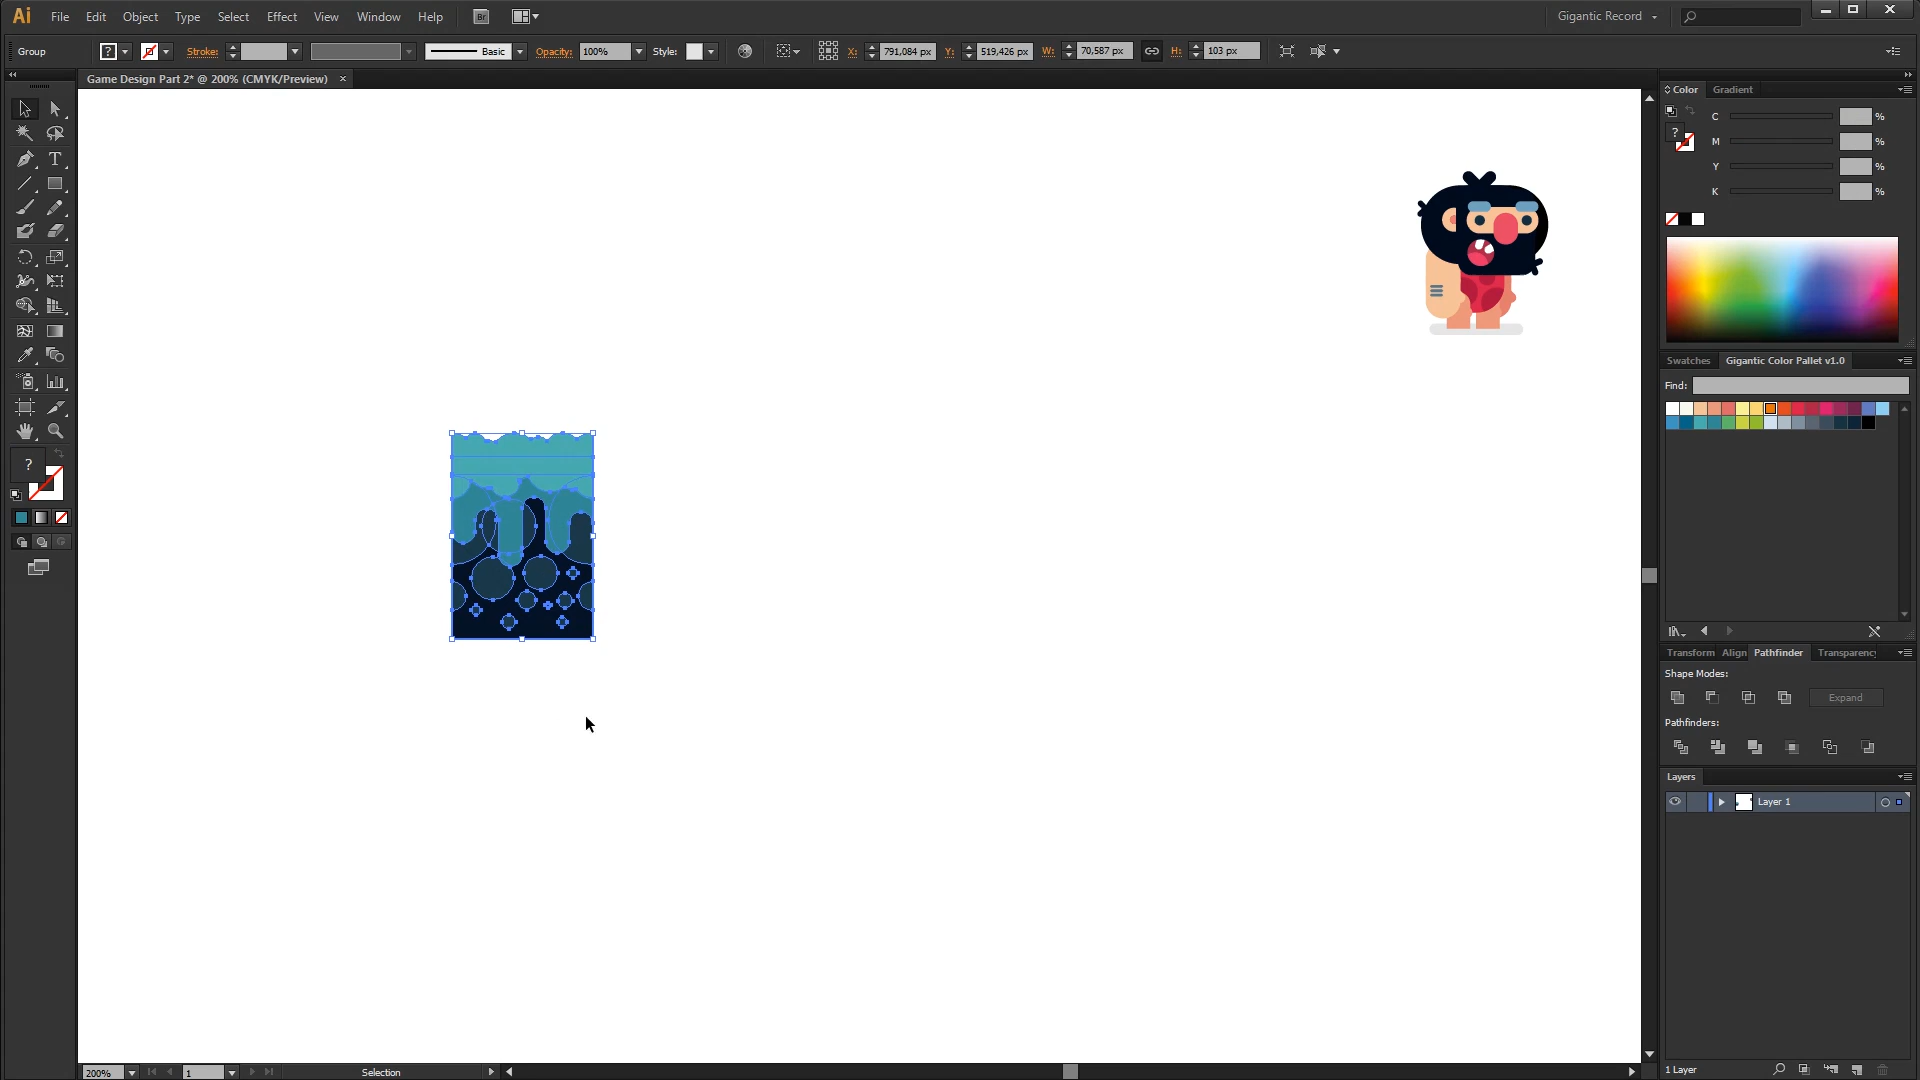 Ai File Edit Object Type Select Effect View Window Help Br Gigantic Record
Group ? Stroke: Basic Opacity: 100% Style: X: 791,084 px Y: 519,426 px W: 70,587 px H: 103 px
Game Design Part 2* @ 200% (CMYK/Preview) ×
Color Gradient
C %
? M %
Y %
K %
Swatches Gigantic Color Pallet v1.0
Find:
?
Transform Align Pathfinder Transparency
Shape Modes:
Expand
Pathfinders:
Layers
Layer 1
1 Layer
200% 1 Selection